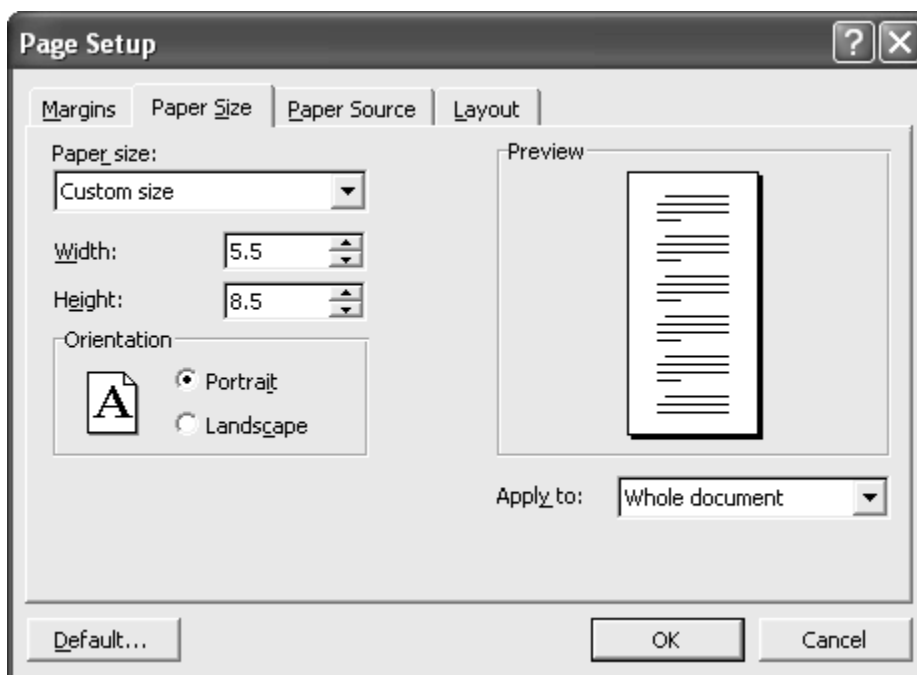 Page Setup
Margins Paper Size Paper Source Layout
Paper size:
Custom size
Width: 5.5
Height: 8.5
Orientation
A
Portrait
Landscape
Preview
Apply to: Whole document
Default... OK Cancel